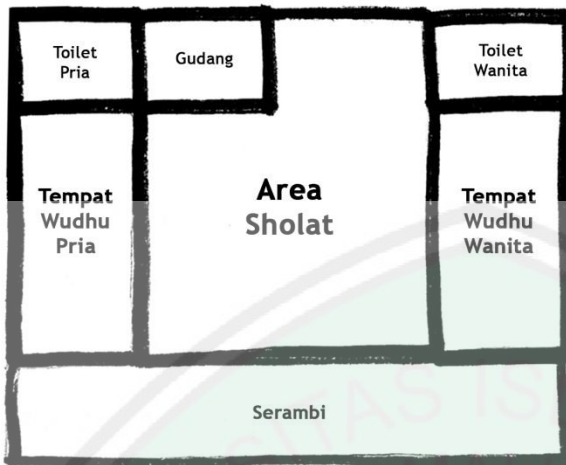 Toilet
Pria
Gudang
Toilet
Wanita
Tempat
Wudhu
Pria
Area
Sholat
Tempat
Wudhu
Wanita
Serambi